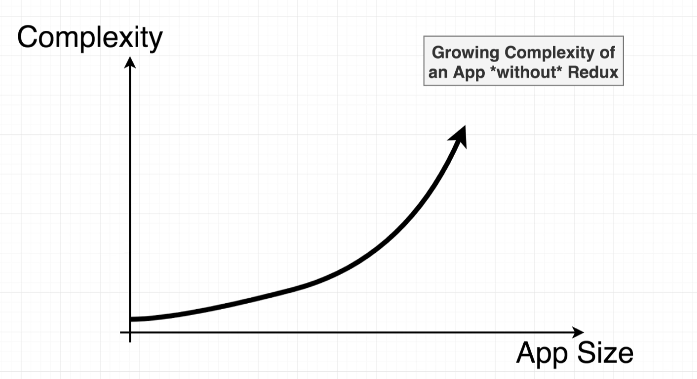 Complexity
Growing Complexity of
an App *without* Redux
App Size